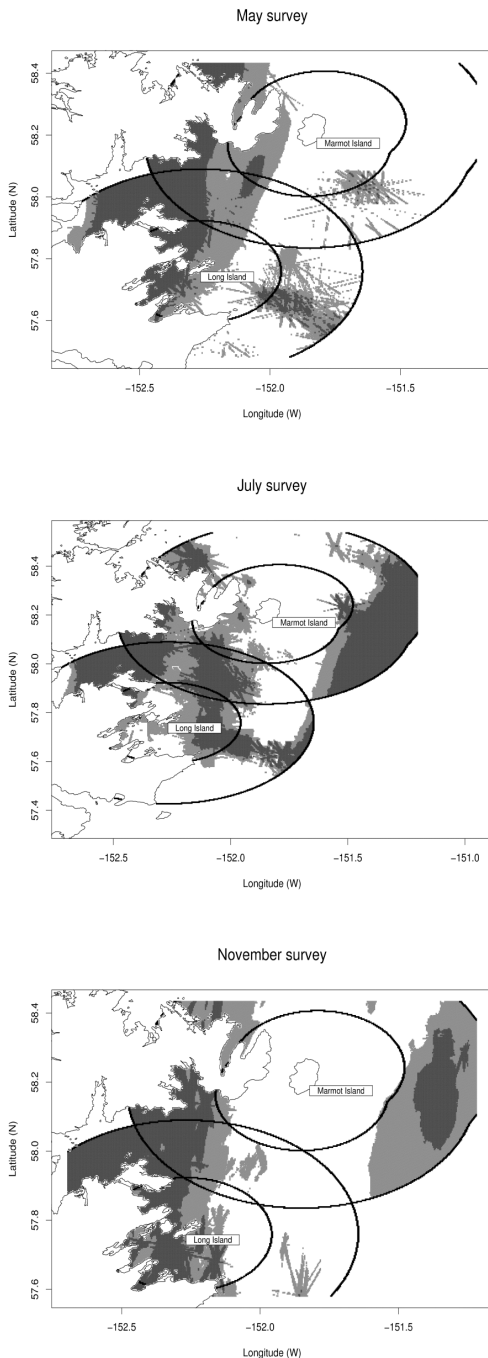 May survey
58.4
58.2
58.0
57.8
57.6
Latitude (N)
Marmot Island
Long Island
−152.5
−152.0
−151.5
Longitude (W)
July survey
58.4
58.2
58.0
57.8
57.6
57.4
Latitude (N)
Marmot Island
Long Island
−152.5
−152.0
−151.5
−151.0
Longitude (W)
November survey
58.4
58.2
58.0
57.8
57.6
Latitude (N)
Marmot Island
Long Island
−152.5
−152.0
−151.5
Longitude (W)